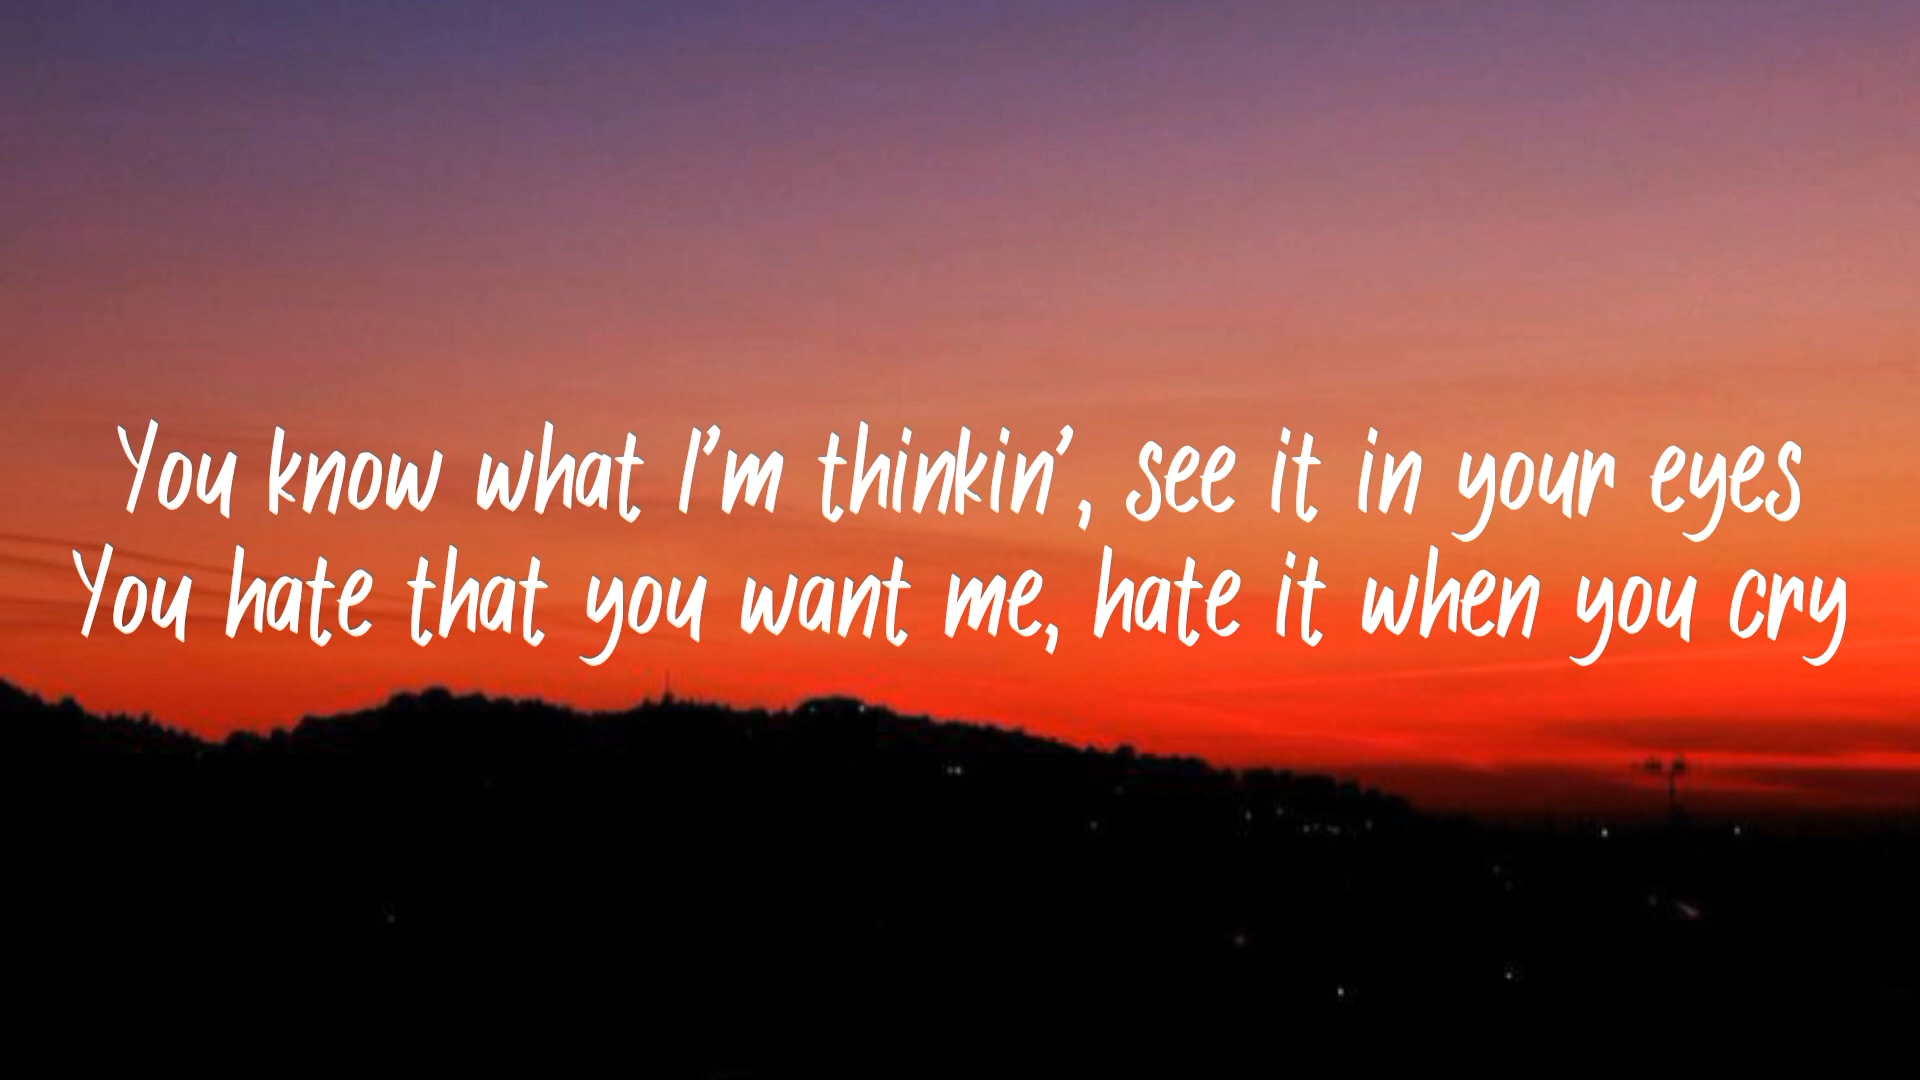 You know what I'm thinkin', see it in your eyes
You hate that you want me, hate it when you cry